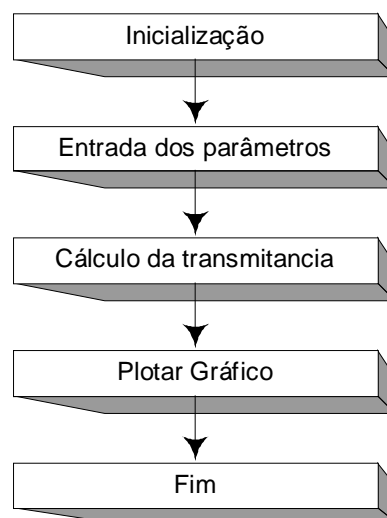 Inicialização
Entrada dos parâmetros
Cálculo da transmitancia
Plotar Gráfico
Fim